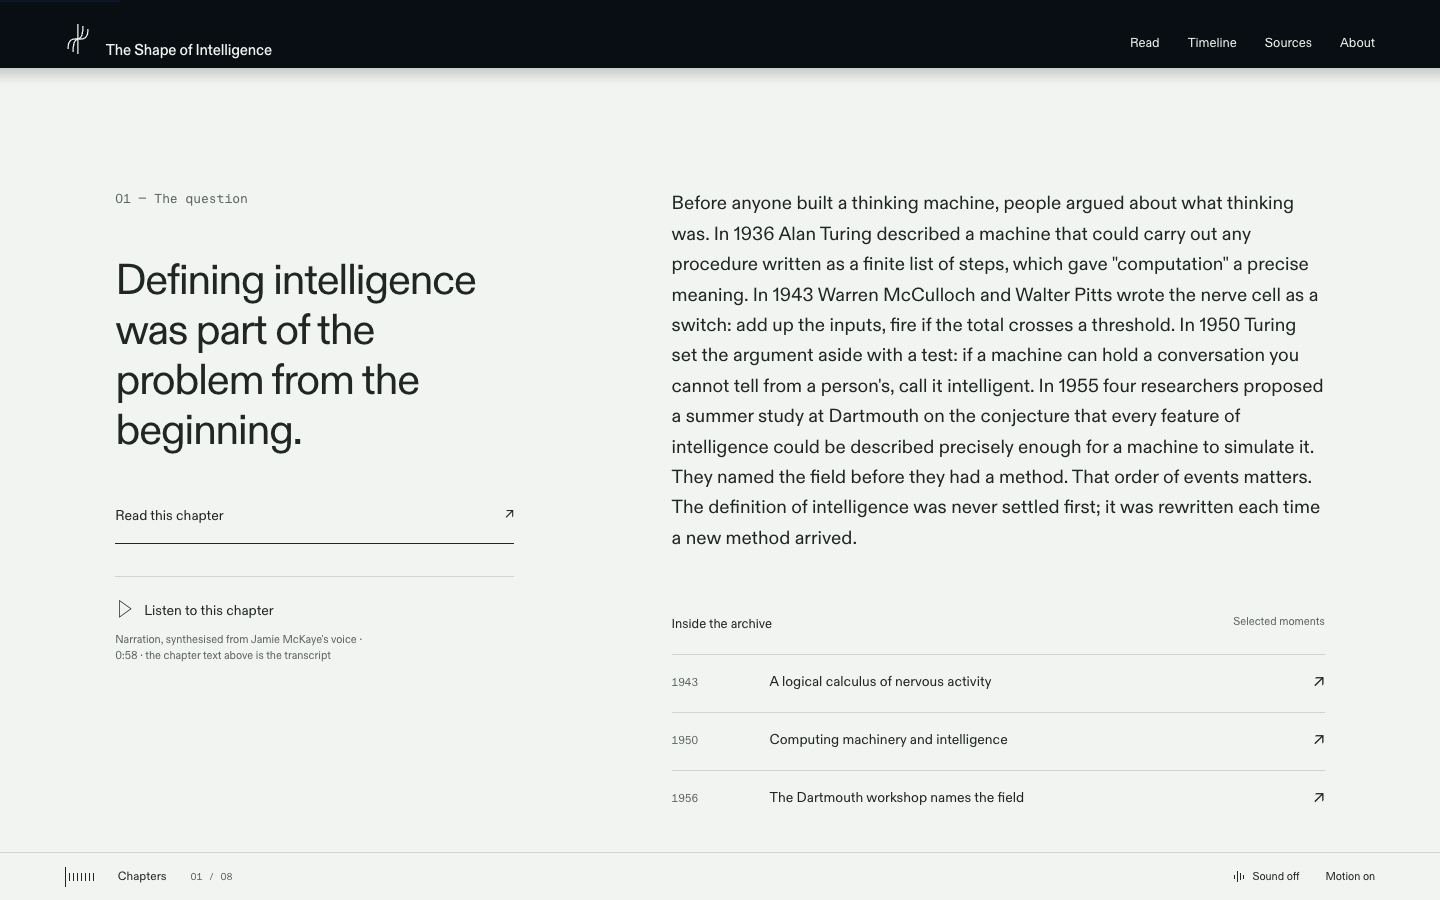 The Shape of Intelligence
Read
Timeline
Sources
About
01 — The question
Defining intelligence
was part of the
problem from the
beginning.
Read this chapter
Listen to this chapter
Narration, synthesised from Jamie McKaye's voice ·
0:58 · the chapter text above is the transcript
Before anyone built a thinking machine, people argued about what thinking
was. In 1936 Alan Turing described a machine that could carry out any
procedure written as a finite list of steps, which gave "computation" a precise
meaning. In 1943 Warren McCulloch and Walter Pitts wrote the nerve cell as a
switch: add up the inputs, fire if the total crosses a threshold. In 1950 Turing
set the argument aside with a test: if a machine can hold a conversation you
cannot tell from a person's, call it intelligent. In 1955 four researchers proposed
a summer study at Dartmouth on the conjecture that every feature of
intelligence could be described precisely enough for a machine to simulate it.
They named the field before they had a method. That order of events matters.
The definition of intelligence was never settled first; it was rewritten each time
a new method arrived.
Inside the archive
Selected moments
1943 A logical calculus of nervous activity
1950 Computing machinery and intelligence
1956 The Dartmouth workshop names the field
Chapters 01 / 08
Sound off
Motion on